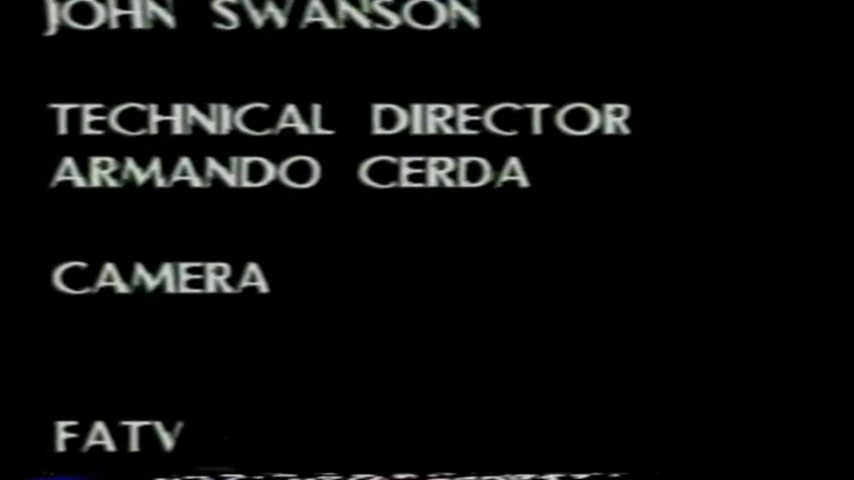 JOHN SWANSON
TECHNICAL DIRECTOR
ARMANDO CERDA
CAMERA
FATV